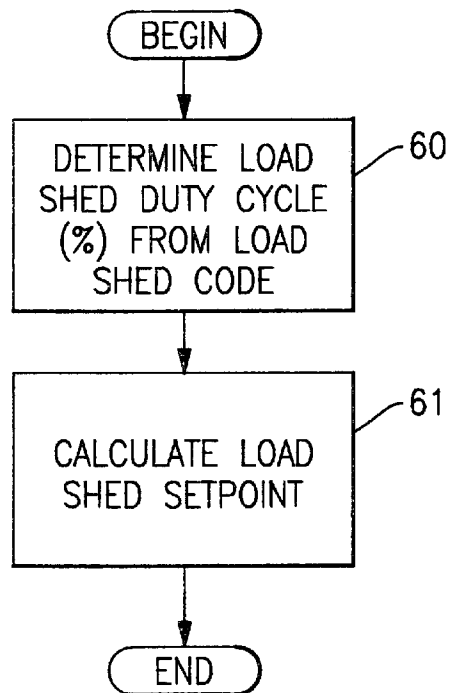 BEGIN
60
DETERMINE LOAD
SHED DUTY CYCLE
(%) FROM LOAD
SHED CODE
61
CALCULATE LOAD
SHED SETPOINT
END